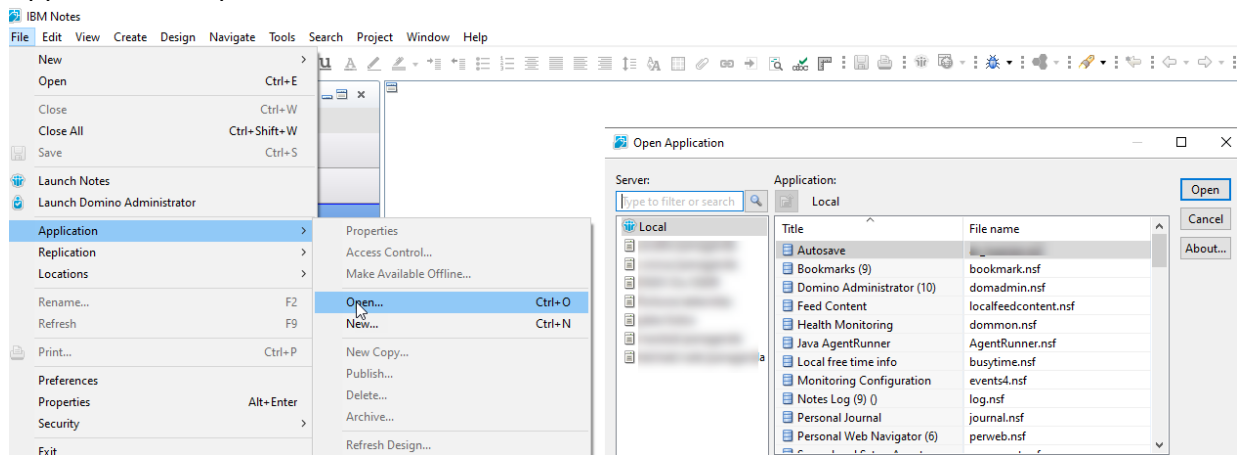 IBM Notes
File Edit View Create Design Navigate Tools Search Project Window Help
New
Open Ctrl+E
Close Ctrl+W
Close All Ctrl+Shift+W
Save Ctrl+S
Launch Notes
Launch Domino Administrator
Application
Replication
Locations
Rename... F2
Refresh F9
Print... Ctrl+P
Preferences
Properties Alt+Enter
Security
Exit
Properties
Access Control...
Make Available Offline...
Open... Ctrl+O
New... Ctrl+N
New Copy...
Publish...
Delete...
Archive...
Refresh Design...
Open Application
Server: Application:
Type to filter or search Local Open
Local Title File name Cancel
Autosave About...
Bookmarks (9) bookmark.nsf
Domino Administrator (10) domadmin.nsf
Feed Content localfeedcontent.nsf
Health Monitoring dommon.nsf
Java AgentRunner AgentRunner.nsf
a Local free time info busytime.nsf
Monitoring Configuration events4.nsf
Notes Log (9) () log.nsf
Personal Journal journal.nsf
Personal Web Navigator (6) perweb.nsf